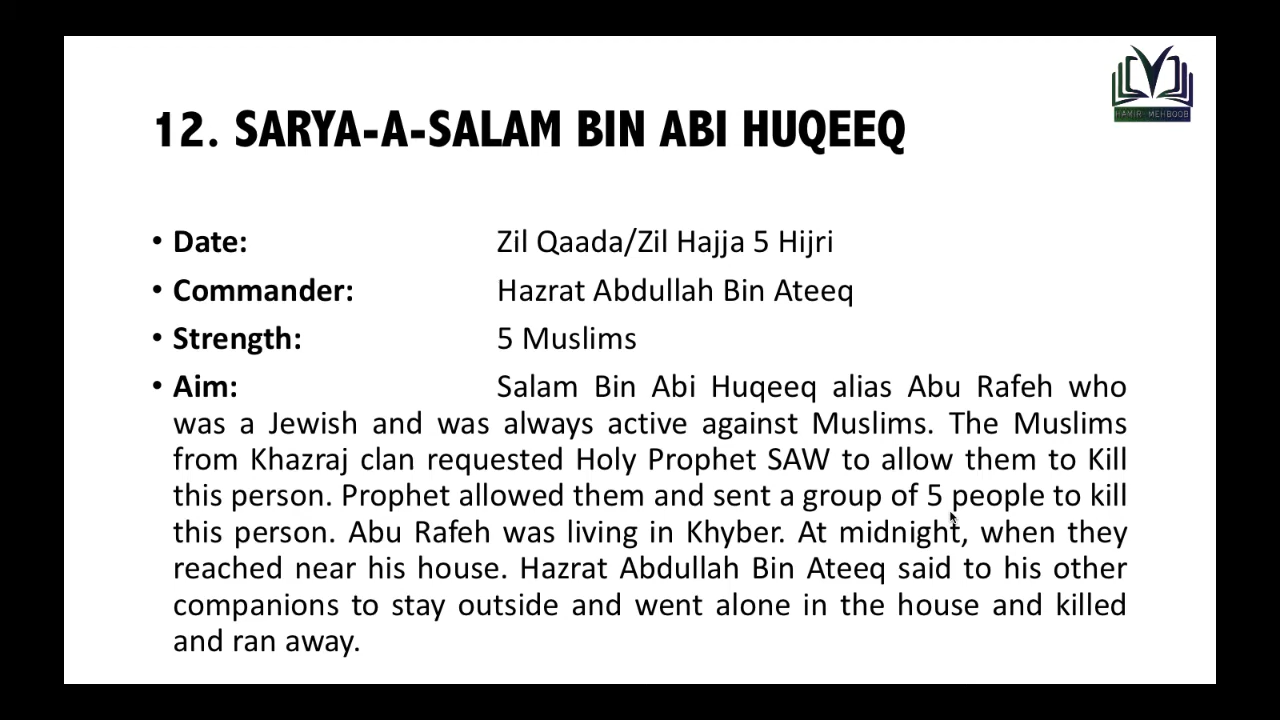 HAMIR MEHBOOB
12. SARYA-A-SALAM BIN ABI HUQEEQ
• Date: Zil Qaada/Zil Hajja 5 Hijri
• Commander: Hazrat Abdullah Bin Ateeq
• Strength: 5 Muslims
• Aim: Salam Bin Abi Huqeeq alias Abu Rafeh who
was a Jewish and was always active against Muslims. The Muslims
from Khazraj clan requested Holy Prophet SAW to allow them to Kill
this person. Prophet allowed them and sent a group of 5 people to kill
this person. Abu Rafeh was living in Khyber. At midnight, when they
reached near his house. Hazrat Abdullah Bin Ateeq said to his other
companions to stay outside and went alone in the house and killed
and ran away.